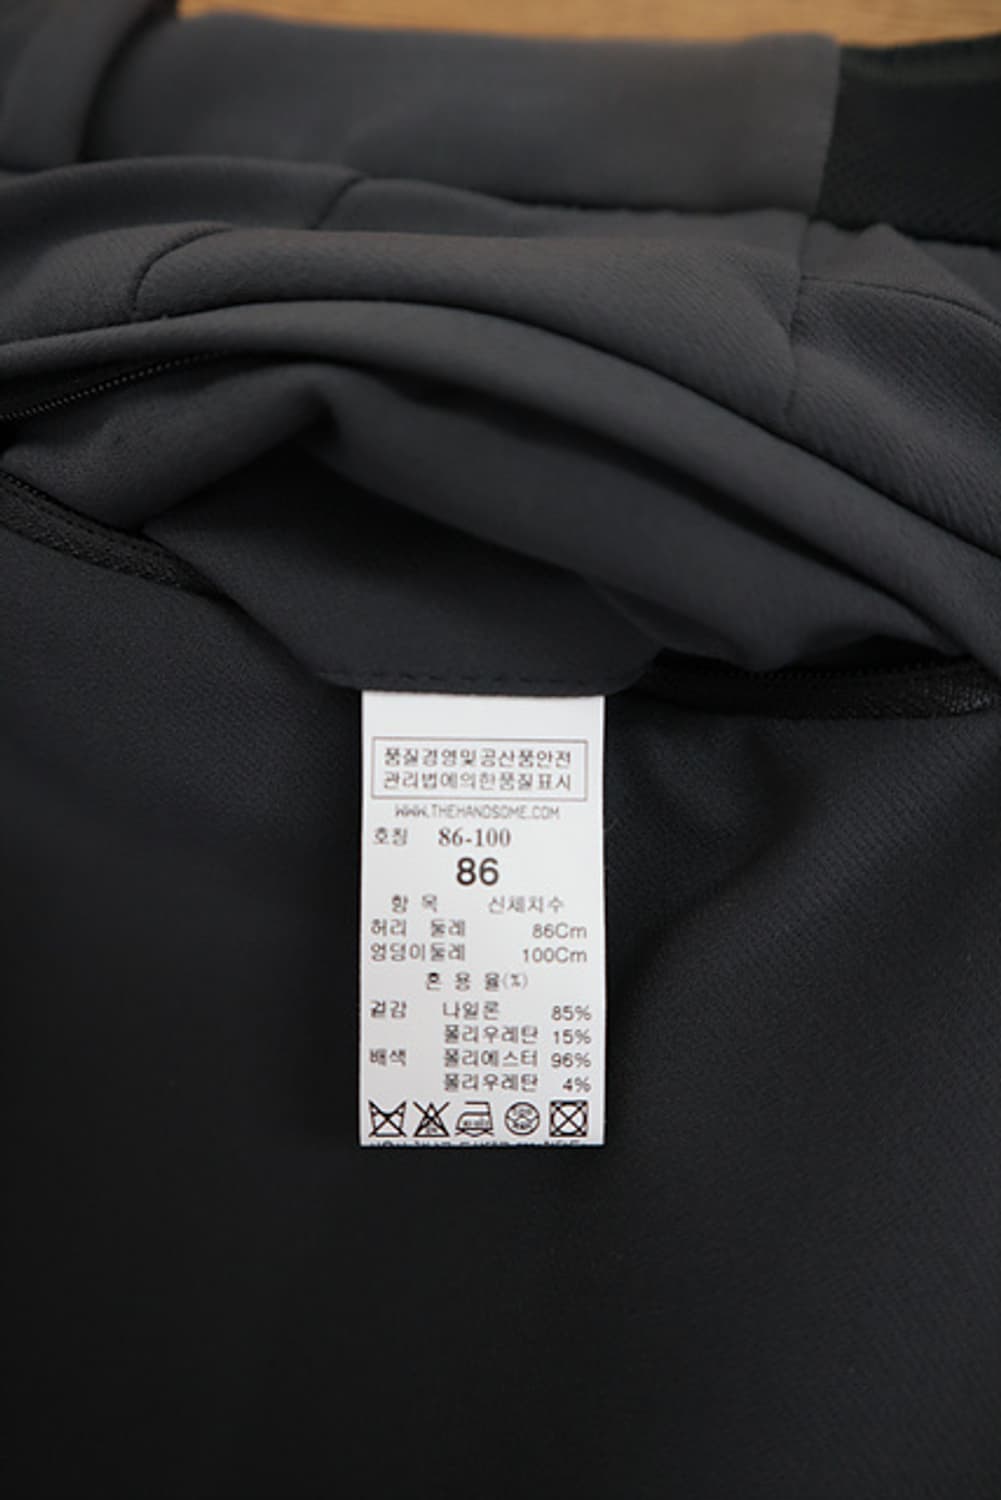 품질경영및공산품안전
관리법에의한품질표시
WWW.THEHANDSOME.COM
호칭 86-100
86
항 목 신체치수
허리 둘레 86Cm
엉덩이둘레 100Cm
혼 용 율(%)
겉감 나일론 85%
폴리우레탄 15%
배색 폴리에스터 96%
폴리우레탄 4%